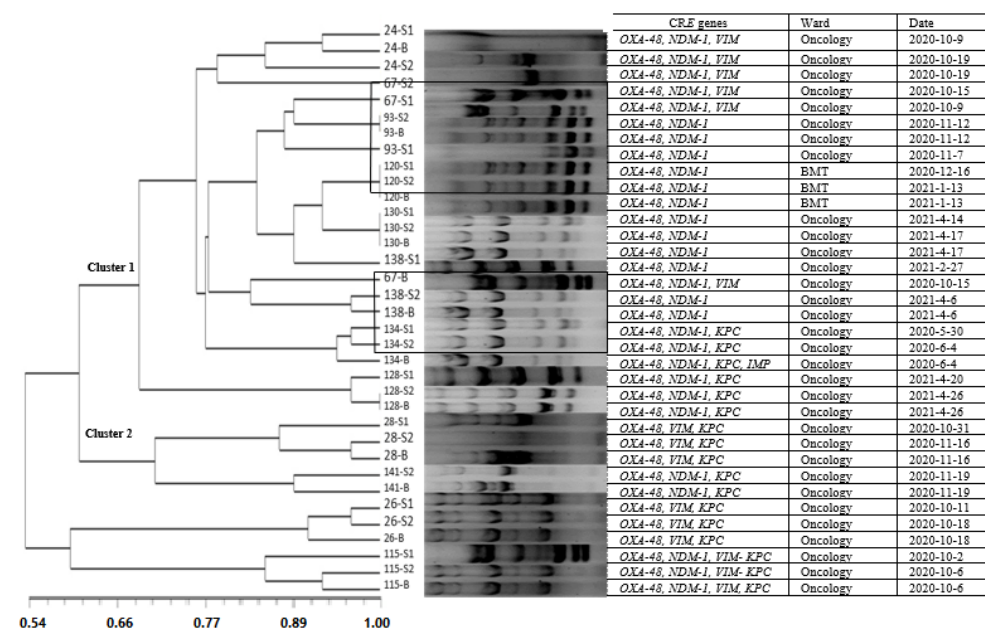 CRE genes Ward Date
24-S1 OXA-48, NDM-1, VIM Oncology 2020-10-9
24-B OXA-48, NDM-1, VIM Oncology 2020-10-19
24-S2 OXA-48, NDM-1, VIM Oncology 2020-10-19
67-S2 OXA-48, NDM-1, VIM Oncology 2020-10-15
67-S1 OXA-48, NDM-1, VIM Oncology 2020-10-9
93-S2 OXA-48, NDM-1 Oncology 2020-11-12
93-B OXA-48, NDM-1 Oncology 2020-11-12
93-S1 OXA-48, NDM-1 Oncology 2020-11-7
120-S1 OXA-48, NDM-1 BMT 2020-12-16
120-S2 OXA-48, NDM-1 BMT 2021-1-13
120-B OXA-48, NDM-1 BMT 2021-1-13
130-S1 OXA-48, NDM-1 Oncology 2021-4-14
130-S2 OXA-48, NDM-1 Oncology 2021-4-17
130-B OXA-48, NDM-1 Oncology 2021-4-17
138-S1 OXA-48, NDM-1 Oncology 2021-2-27
Cluster 1
67-B OXA-48, NDM-1, VIM Oncology 2020-10-15
138-S2 OXA-48, NDM-1 Oncology 2021-4-6
138-B OXA-48, NDM-1 Oncology 2021-4-6
134-S1 OXA-48, NDM-1, KPC Oncology 2020-5-30
134-S2 OXA-48, NDM-1, KPC Oncology 2020-6-4
134-B OXA-48, NDM-1, KPC, IMP Oncology 2020-6-4
128-S1 OXA-48, NDM-1, KPC Oncology 2021-4-20
128-S2 OXA-48, NDM-1, KPC Oncology 2021-4-26
128-B OXA-48, NDM-1, KPC Oncology 2021-4-26
28-S1 OXA-48, VIM, KPC Oncology 2020-10-31
Cluster 2
28-S2 OXA-48, VIM, KPC Oncology 2020-11-16
28-B OXA-48, VIM, KPC Oncology 2020-11-16
141-S2 OXA-48, NDM-1, KPC Oncology 2020-11-19
141-B OXA-48, NDM-1, KPC Oncology 2020-11-19
26-S1 OXA-48, VIM, KPC Oncology 2020-10-11
26-S2 OXA-48, VIM, KPC Oncology 2020-10-18
26-B OXA-48, VIM, KPC Oncology 2020-10-18
115-S1 OXA-48, NDM-1, VIM- KPC Oncology 2020-10-2
115-S2 OXA-48, NDM-1, VIM- KPC Oncology 2020-10-6
115-B OXA-48, NDM-1, VIM, KPC Oncology 2020-10-6
0.54 0.66 0.77 0.89 1.00